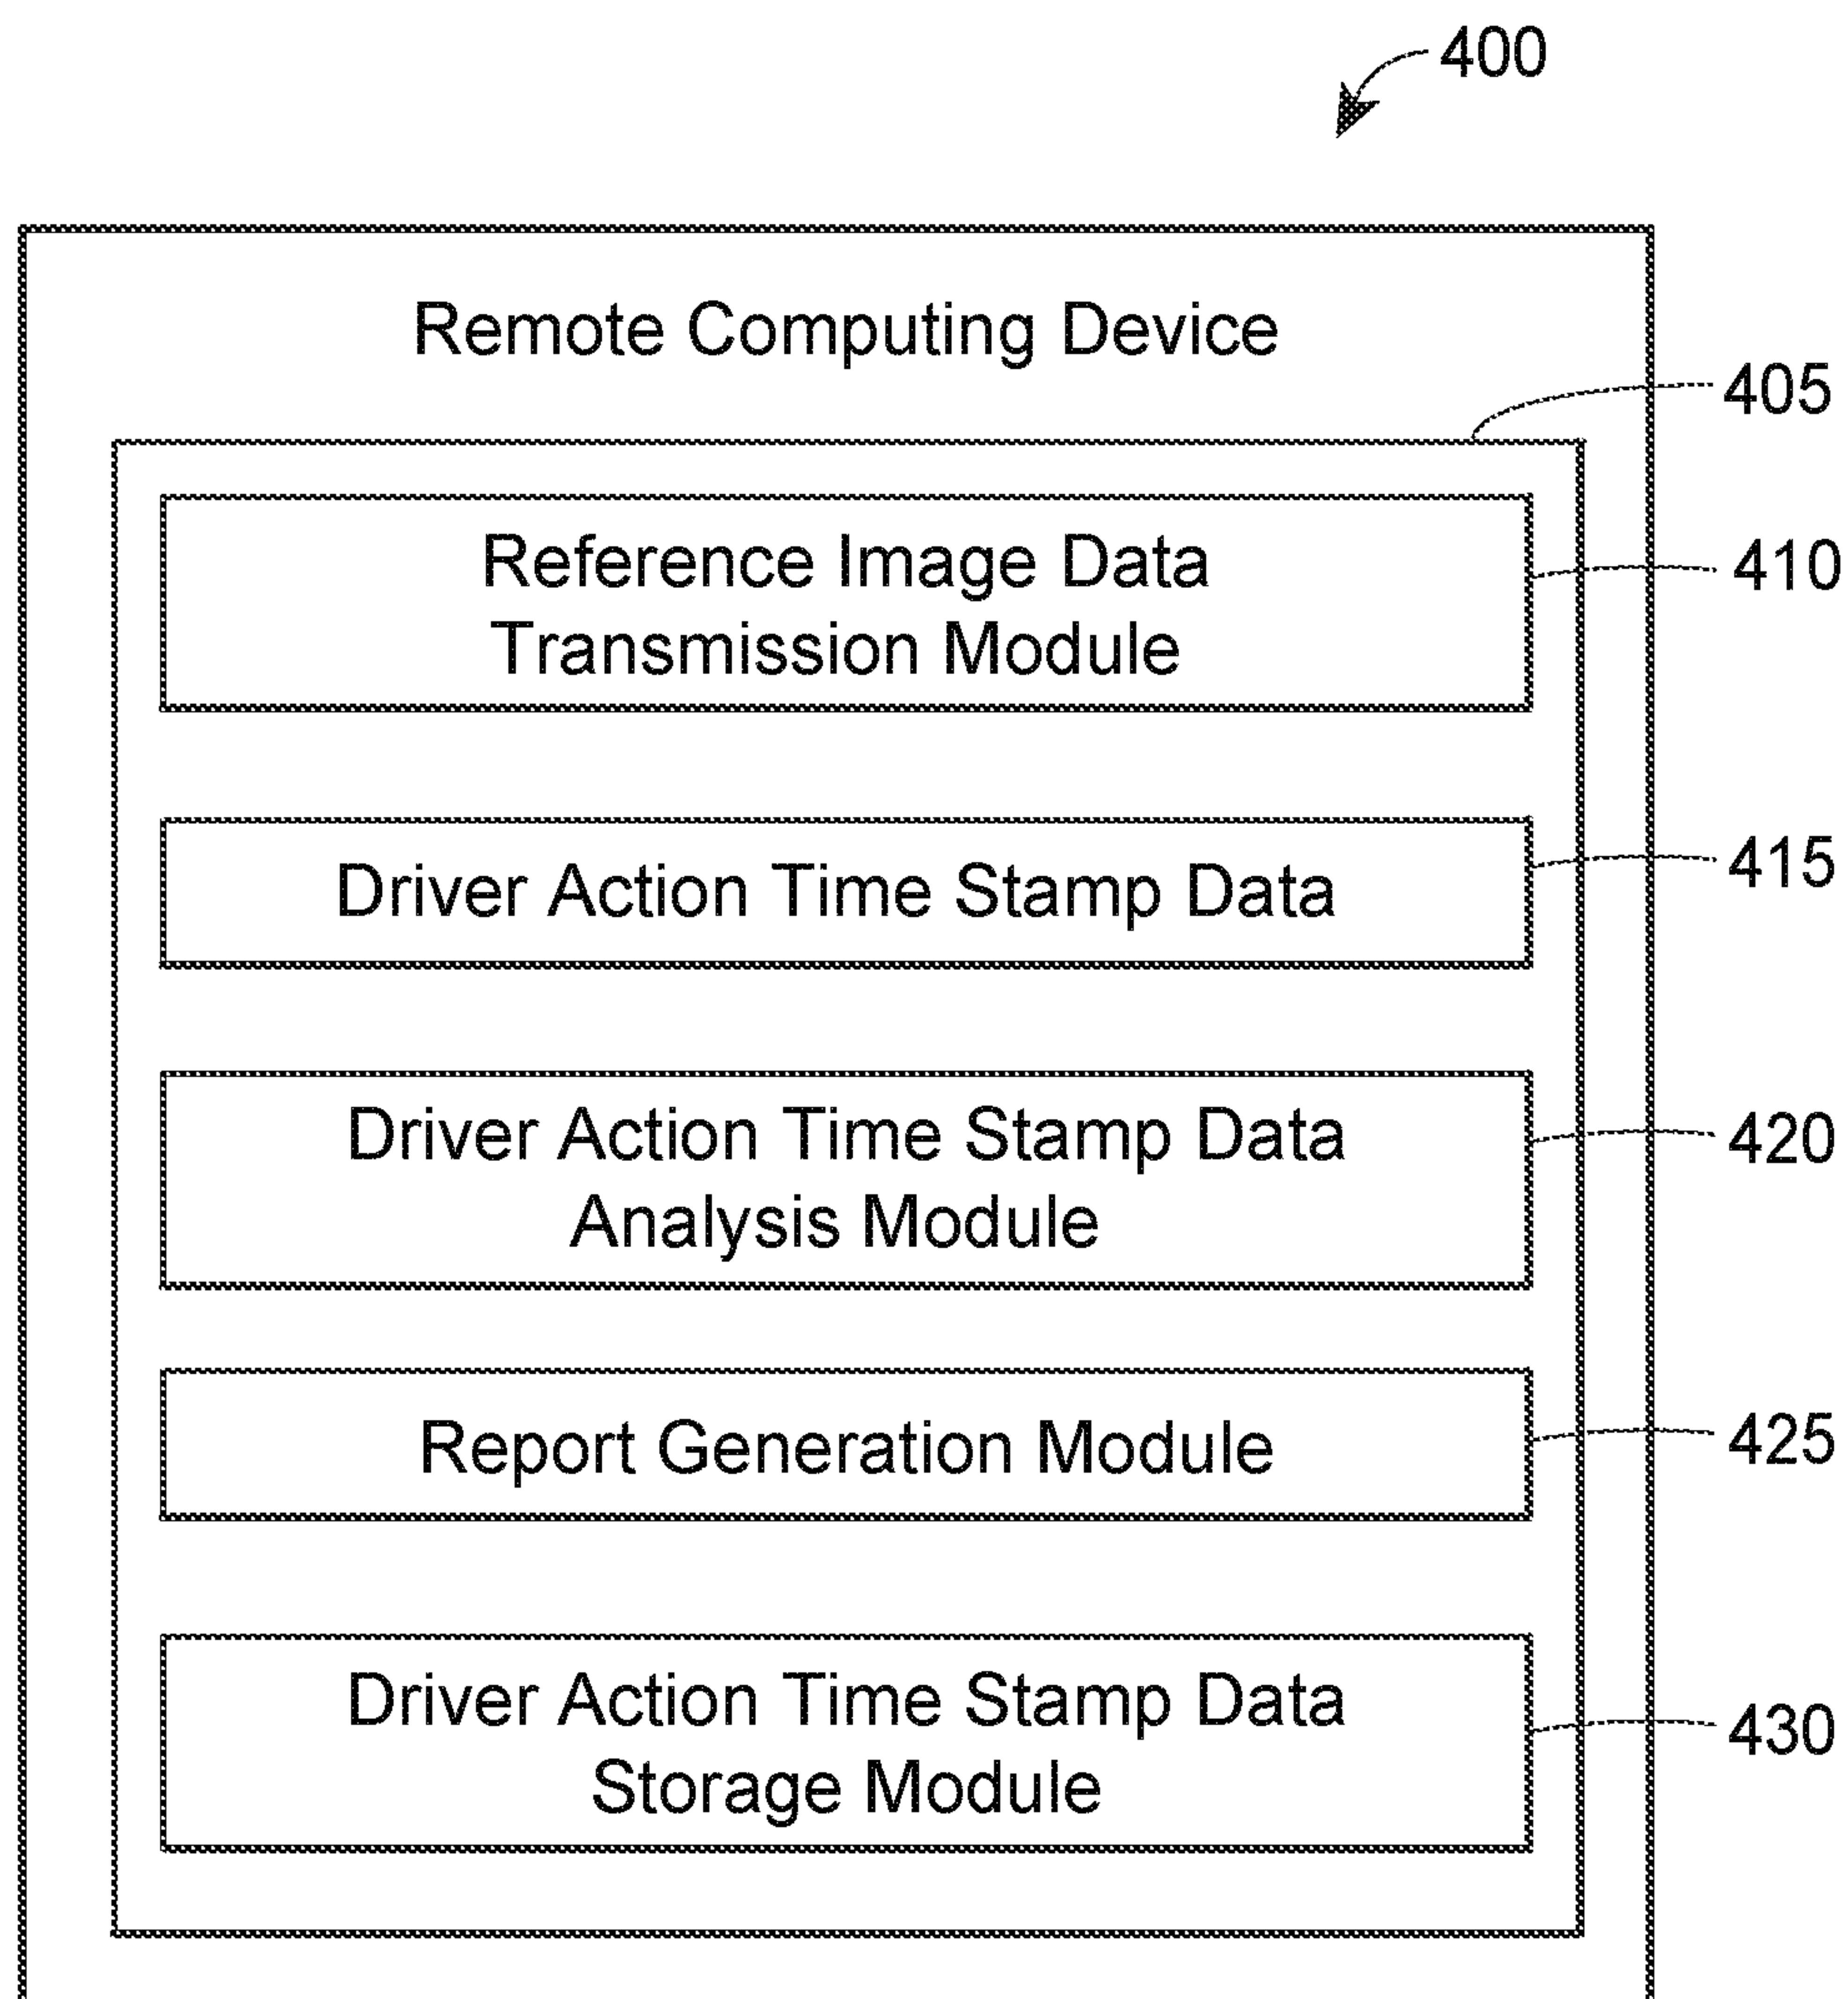 400
Remote Computing Device
405
Reference Image Data
Transmission Module
410
Driver Action Time Stamp Data
415
Driver Action Time Stamp Data
Analysis Module
420
Report Generation Module
425
Driver Action Time Stamp Data
Storage Module
430